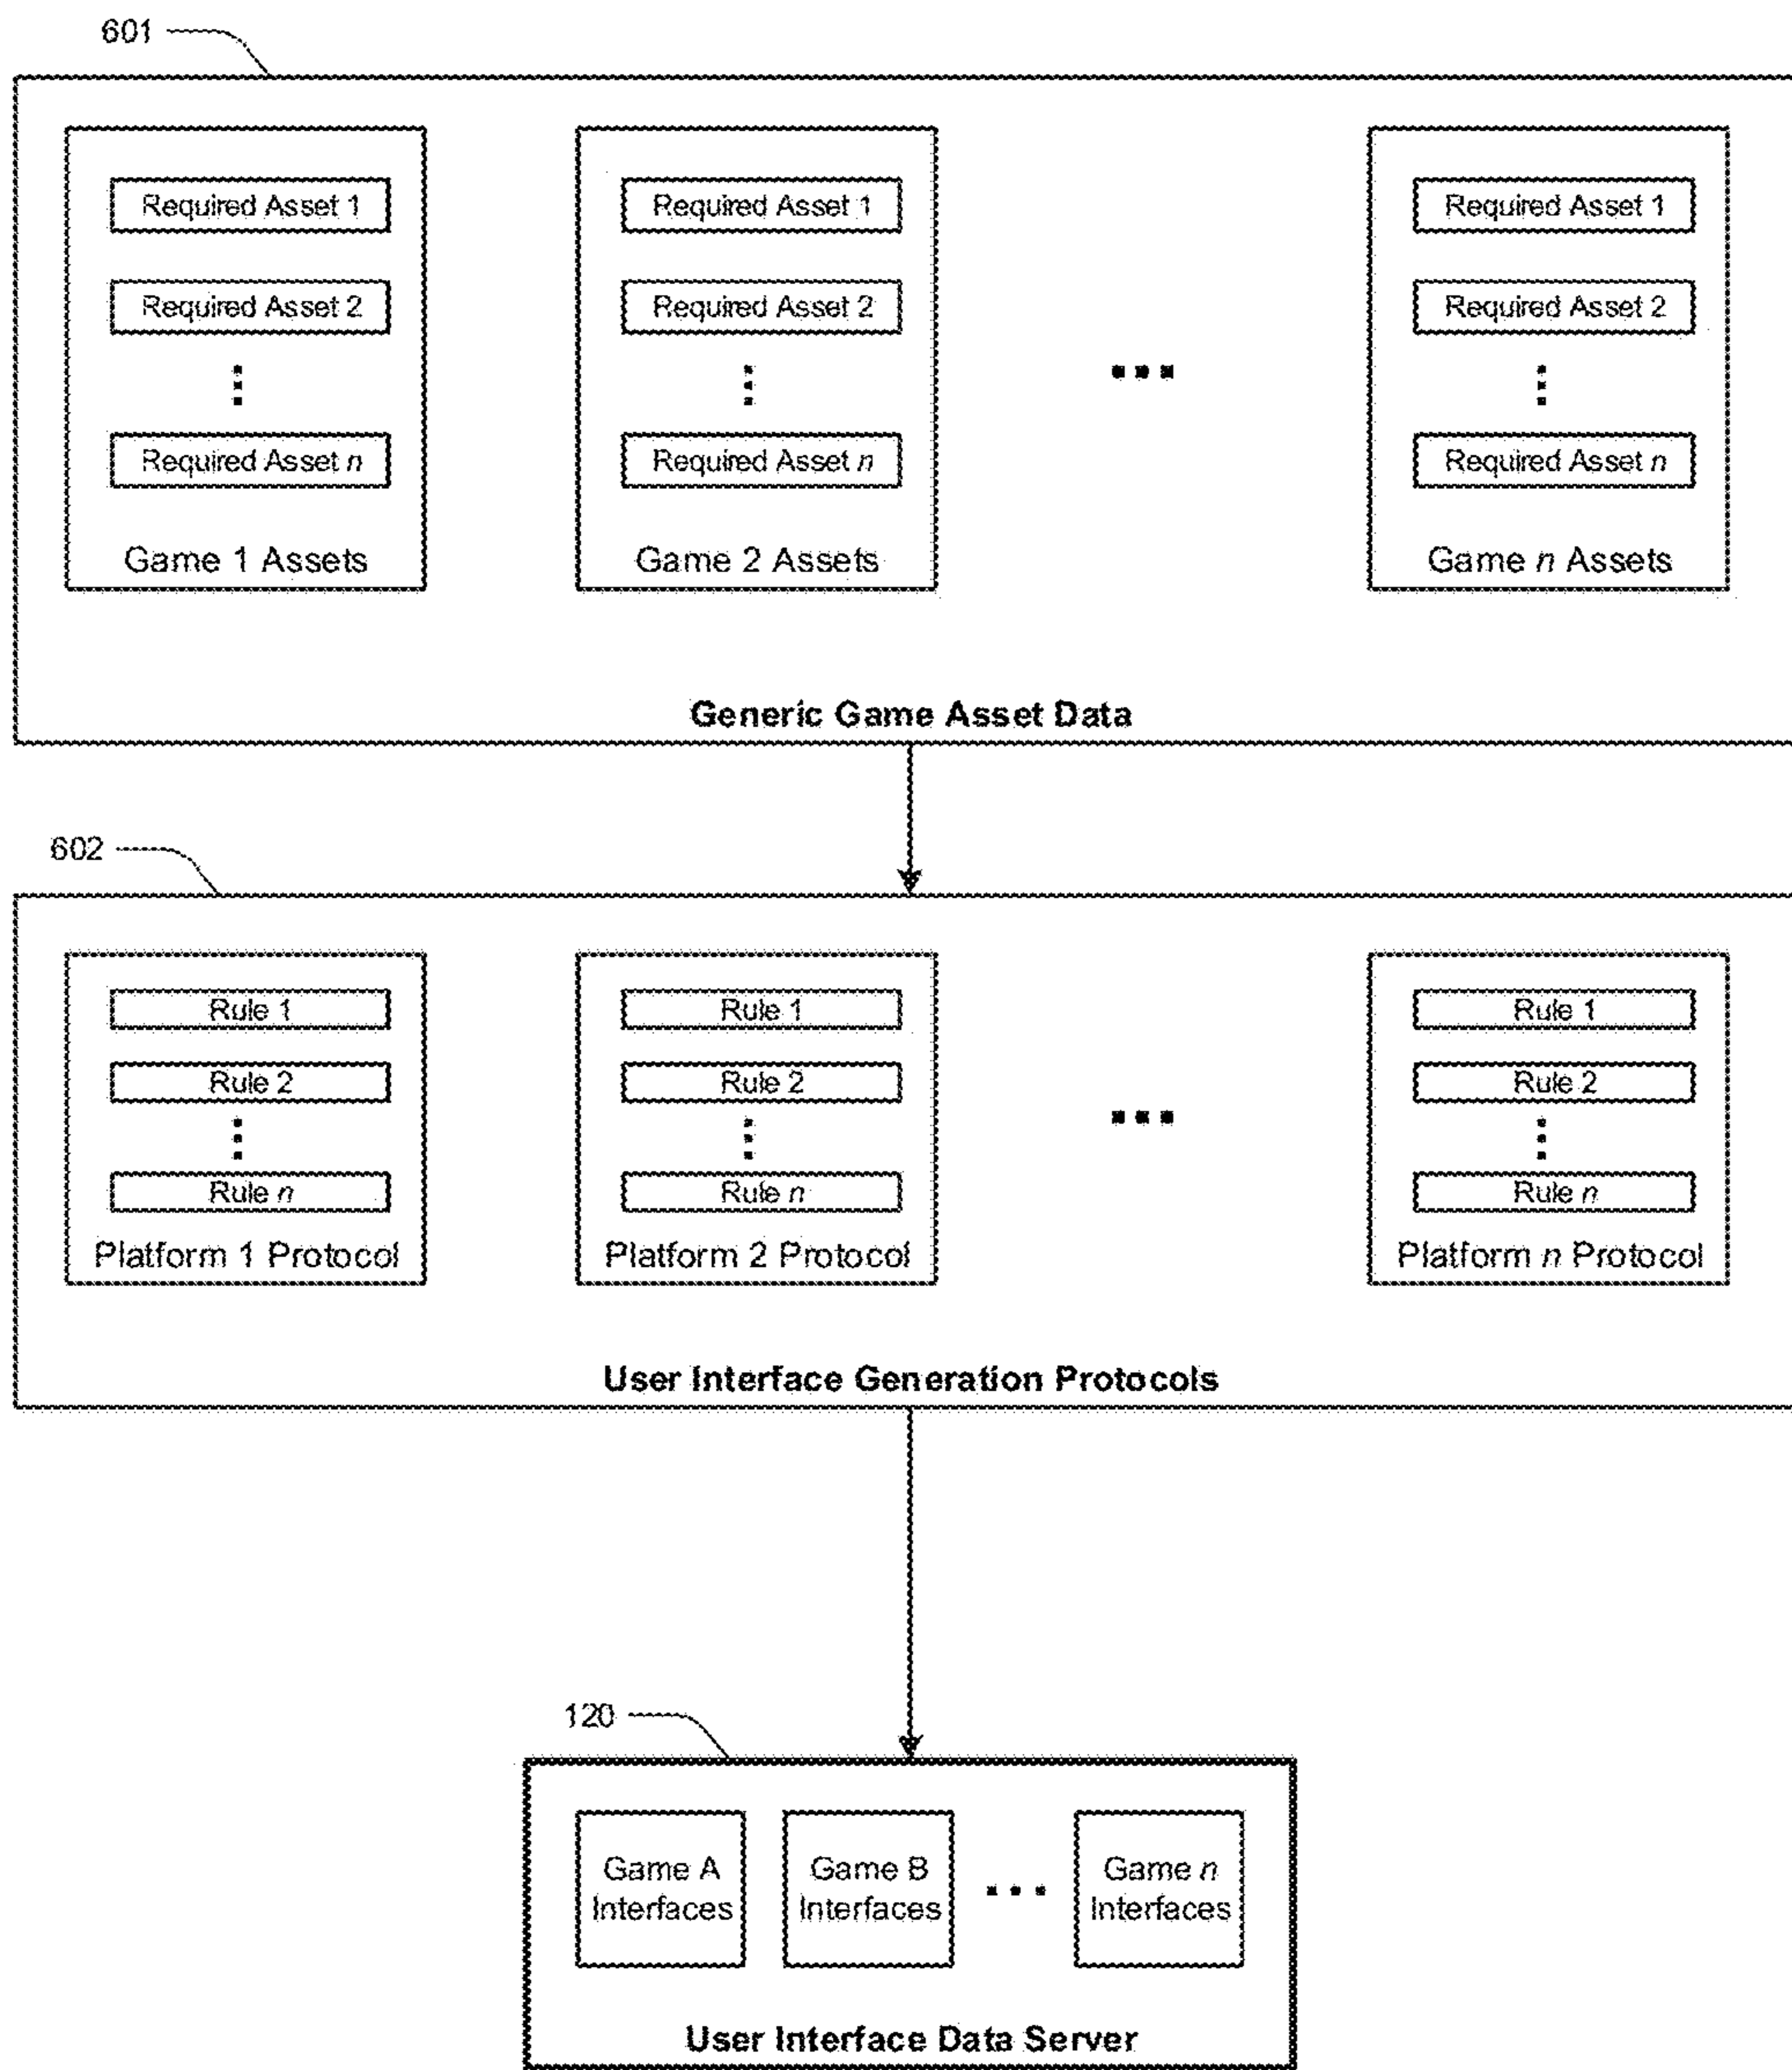 601
Required Asset 1
Required Asset 2
Required Asset n
Game 1 Assets
Required Asset 1
Required Asset 2
Required Asset n
Game 2 Assets
Required Asset 1
Required Asset 2
Required Asset n
Game n Assets
Generic Game Asset Data
602
Rule 1
Rule 2
Rule n
Platform 1 Protocol
Rule 1
Rule 2
Rule n
Platform 2 Protocol
Rule 1
Rule 2
Rule n
Platform n Protocol
User Interface Generation Protocols
120
Game A
Interfaces
Game B
Interfaces
Game n
Interfaces
User Interface Data Server